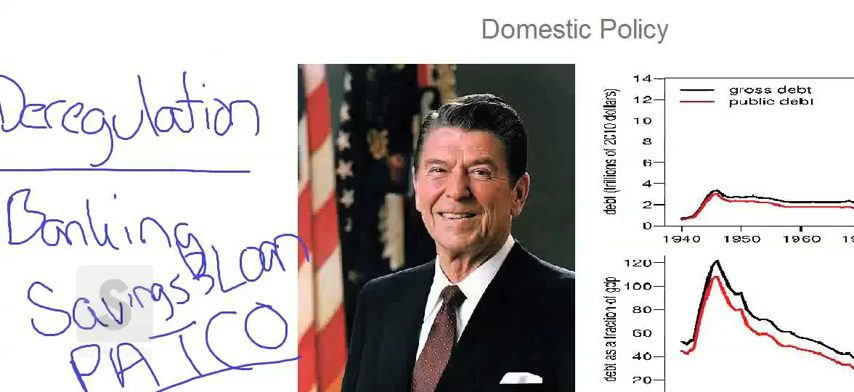 Domestic Policy
Deregulation
Banking
Savings & Loan
PATCO
S
14
12
10
8
6
4
2
0
debt (trillions of 2010 dollars)
gross debt
public debt
1940 1950 1960
120
100
80
60
40
20
debt as a fraction of gdp